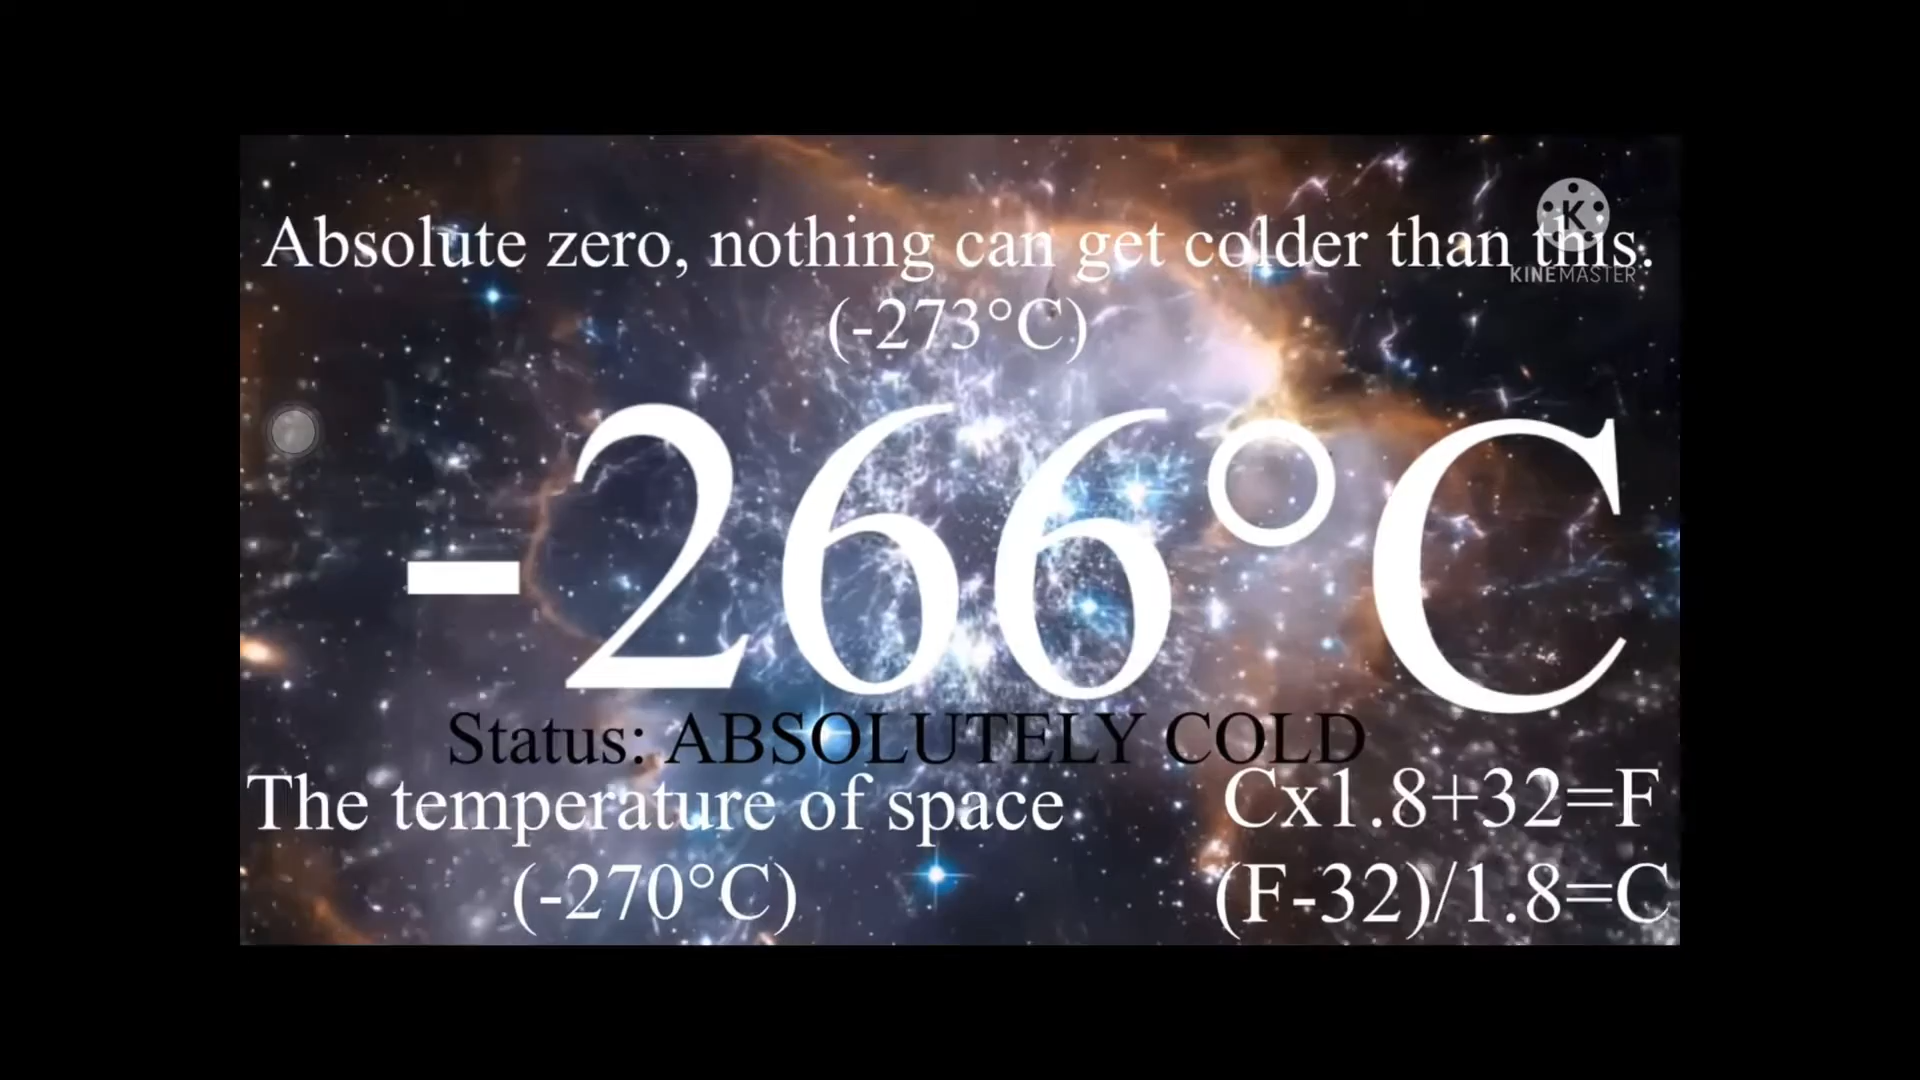 Absolute zero, nothing can get colder than this.
K
KINEMASTER
(-273°C)
-266°C
Status: ABSOLUTELY COLD
The temperature of space
(-270°C)
Cx1.8+32=F
(F-32)/1.8=C